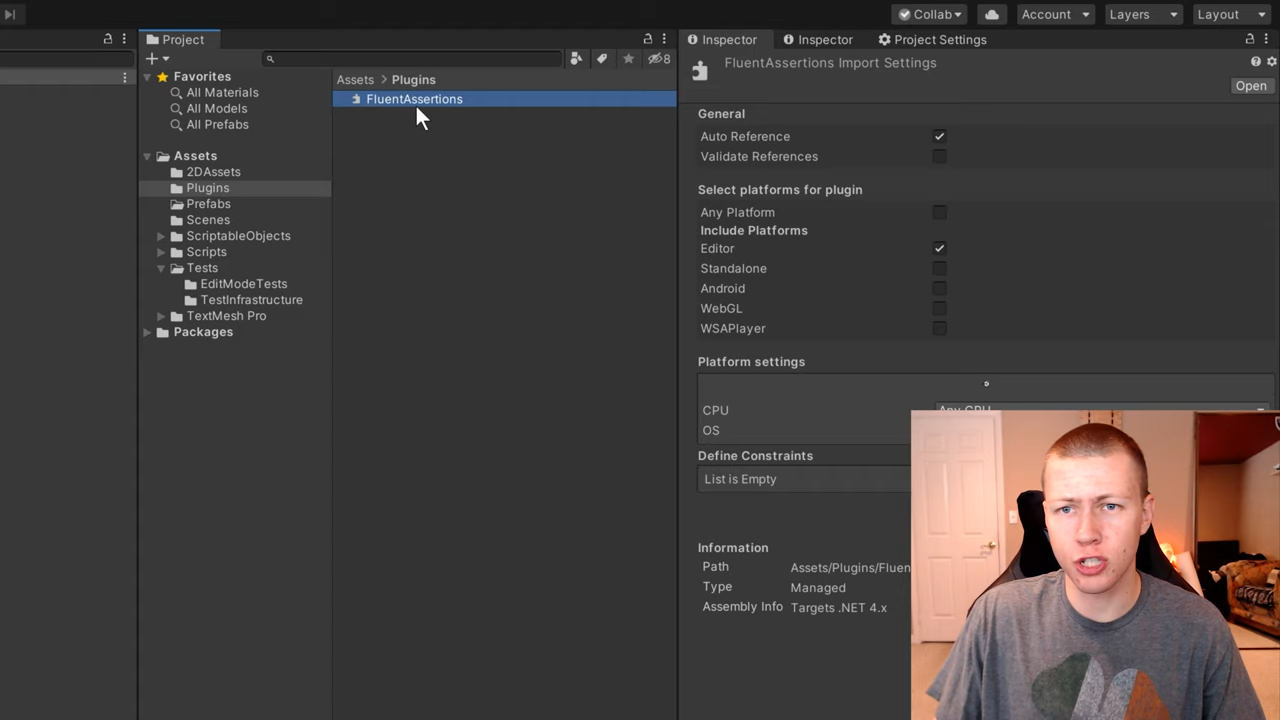 Collab
Account
Layers
Layout
Project
8
Favorites
All Materials
All Models
All Prefabs
Assets
2DAssets
Plugins
Prefabs
Scenes
ScriptableObjects
Scripts
Tests
EditModeTests
TestInfrastructure
TextMesh Pro
Packages
Assets > Plugins
FluentAssertions
Inspector
Inspector
Project Settings
FluentAssertions Import Settings
Open
General
Auto Reference
Validate References
Select platforms for plugin
Any Platform
Include Platforms
Editor
Standalone
Android
WebGL
WSAPlayer
Platform settings
CPU Any CPU
OS
Define Constraints
List is Empty
Information
Path Assets/Plugins/Fluen
Type Managed
Assembly Info Targets .NET 4.x